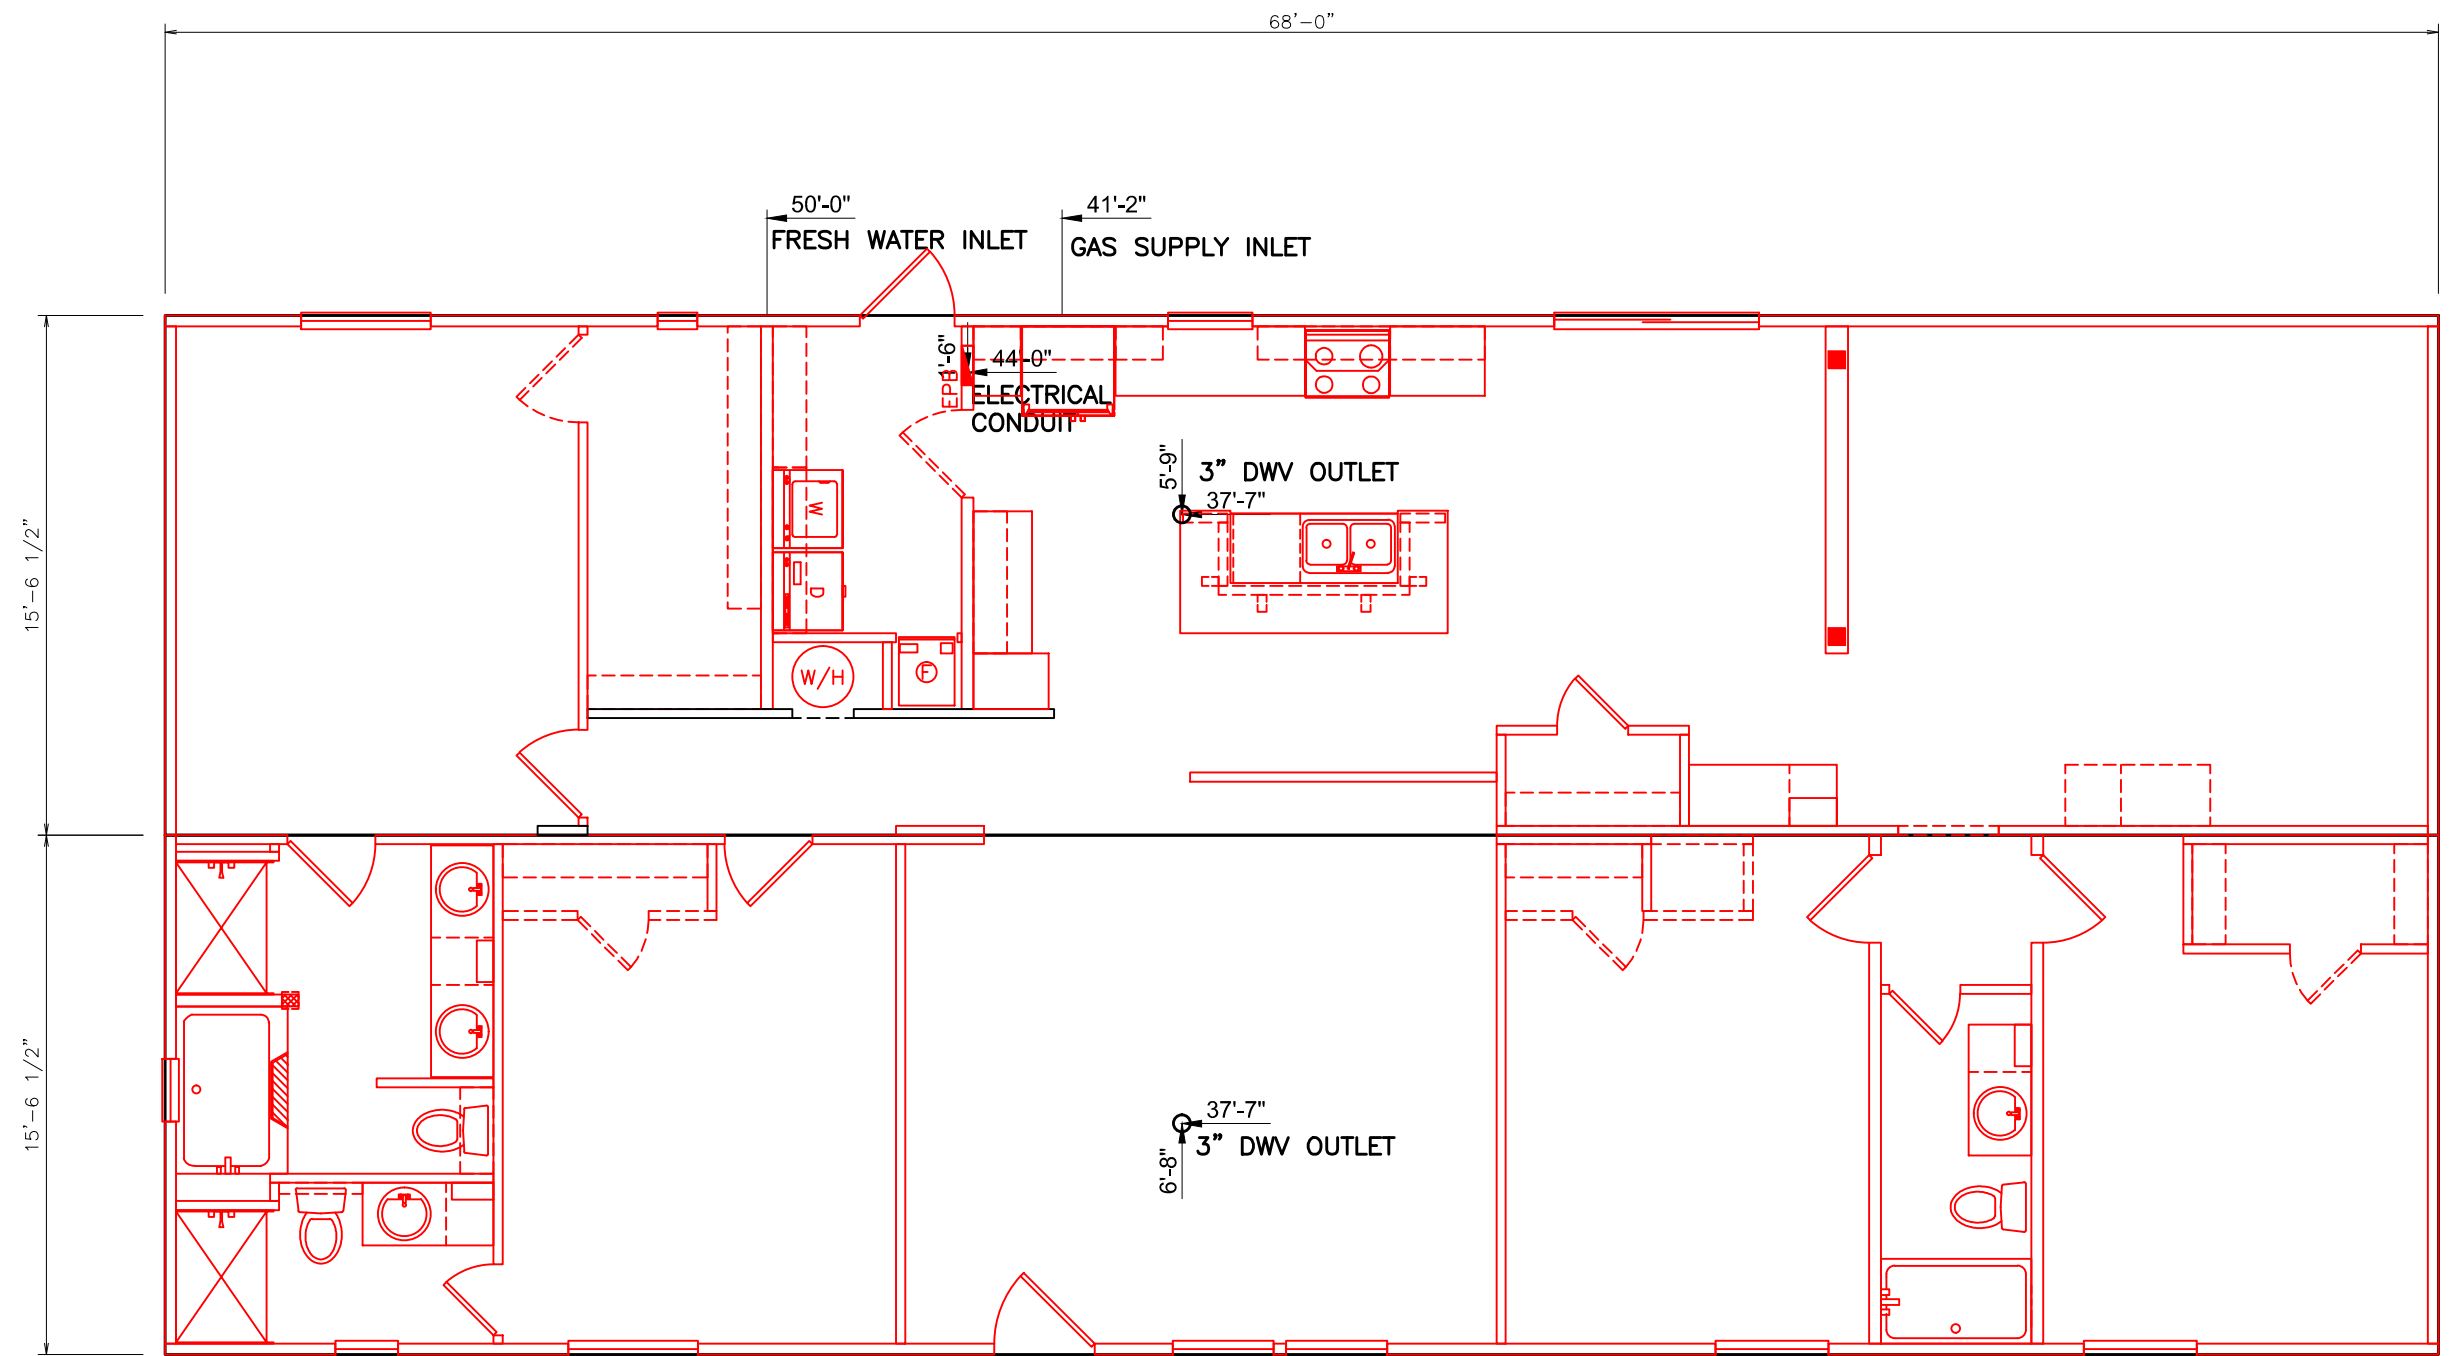 68'-0"
50'-0"
41'-2"
FRESH WATER INLET
GAS SUPPLY INLET
1'-6"
44'-0"
EPB
ELECTRICAL
CONDUIT
5'-9"
3" DWV OUTLET
37'-7"
15'-6 1/2"
W
D
W/H
F
15'-6 1/2"
37'-7"
3" DWV OUTLET
6'-8"